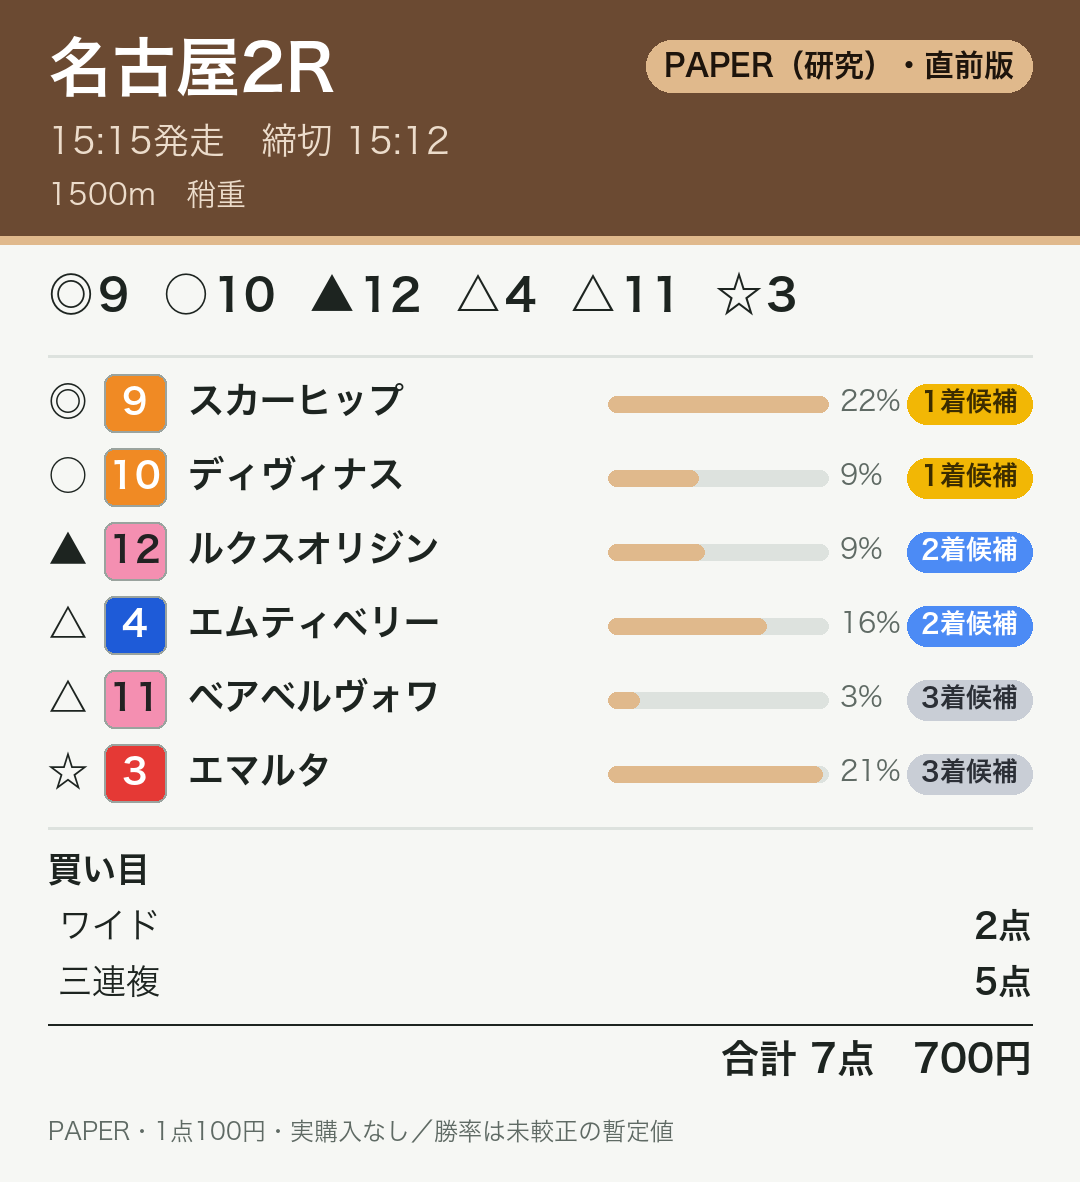 名古屋2R
PAPER（研究）・直前版
15:15発走　締切 15:12
1500m　稍重
◎9 ○10 ▲12 △4 △11 ☆3
◎ 9 スカーヒップ 22% 1着候補
○ 10 ディヴィナス 9% 1着候補
▲ 12 ルクスオリジン 9% 2着候補
△ 4 エムティベリー 16% 2着候補
△ 11 ベアベルヴォワ 3% 3着候補
☆ 3 エマルタ 21% 3着候補
買い目
ワイド 2点
三連複 5点
合計 7点　700円
PAPER・1点100円・実購入なし／勝率は未較正の暫定値